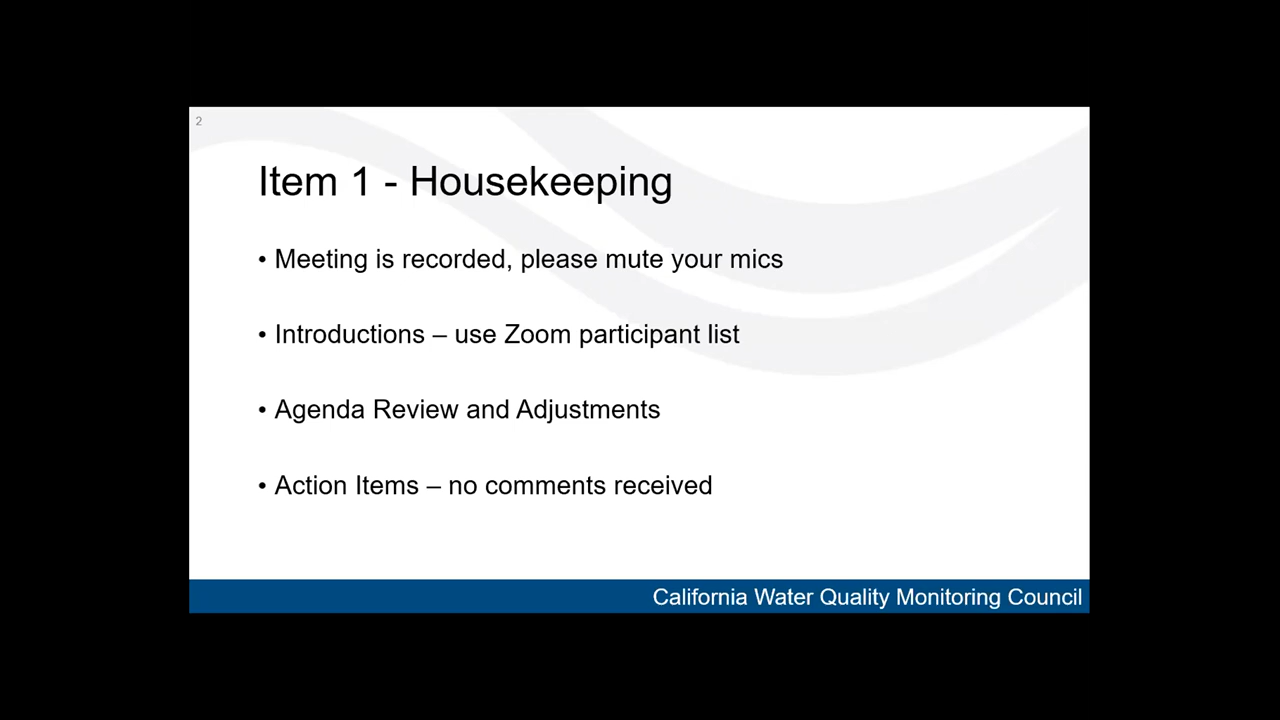 2
Item 1 - Housekeeping
• Meeting is recorded, please mute your mics
• Introductions – use Zoom participant list
• Agenda Review and Adjustments
• Action Items – no comments received
California Water Quality Monitoring Council